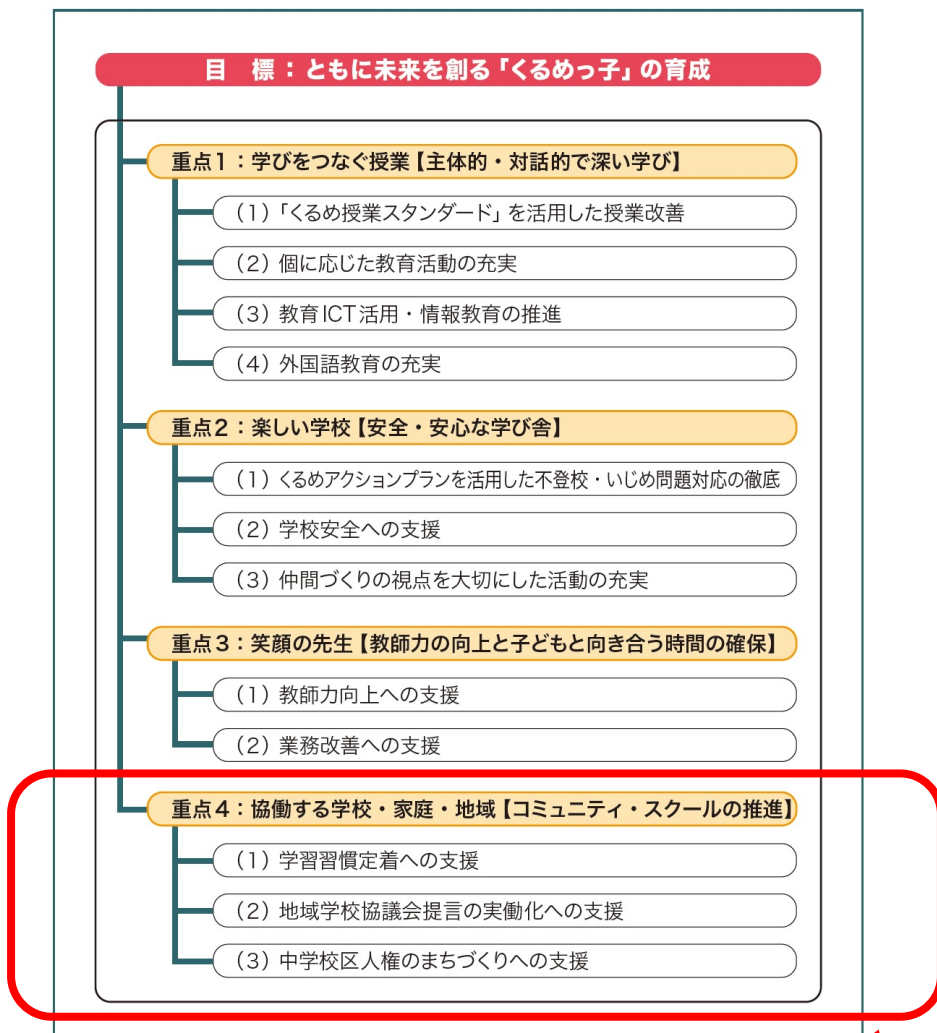 目　標：ともに未来を創る「くるめっ子」の育成
重点1：学びをつなぐ授業【主体的・対話的で深い学び】
（1）「くるめ授業スタンダード」を活用した授業改善
（2）個に応じた教育活動の充実
（3）教育ICT活用・情報教育の推進
（4）外国語教育の充実
重点2：楽しい学校【安全・安心な学び舎】
（1）くるめアクションプランを活用した不登校・いじめ問題対応の徹底
（2）学校安全への支援
（3）仲間づくりの視点を大切にした活動の充実
重点3：笑顔の先生【教師力の向上と子どもと向き合う時間の確保】
（1）教師力向上への支援
（2）業務改善への支援
重点4：協働する学校・家庭・地域【コミュニティ・スクールの推進】
（1）学習習慣定着への支援
（2）地域学校協議会提言の実働化への支援
（3）中学校区人権のまちづくりへの支援